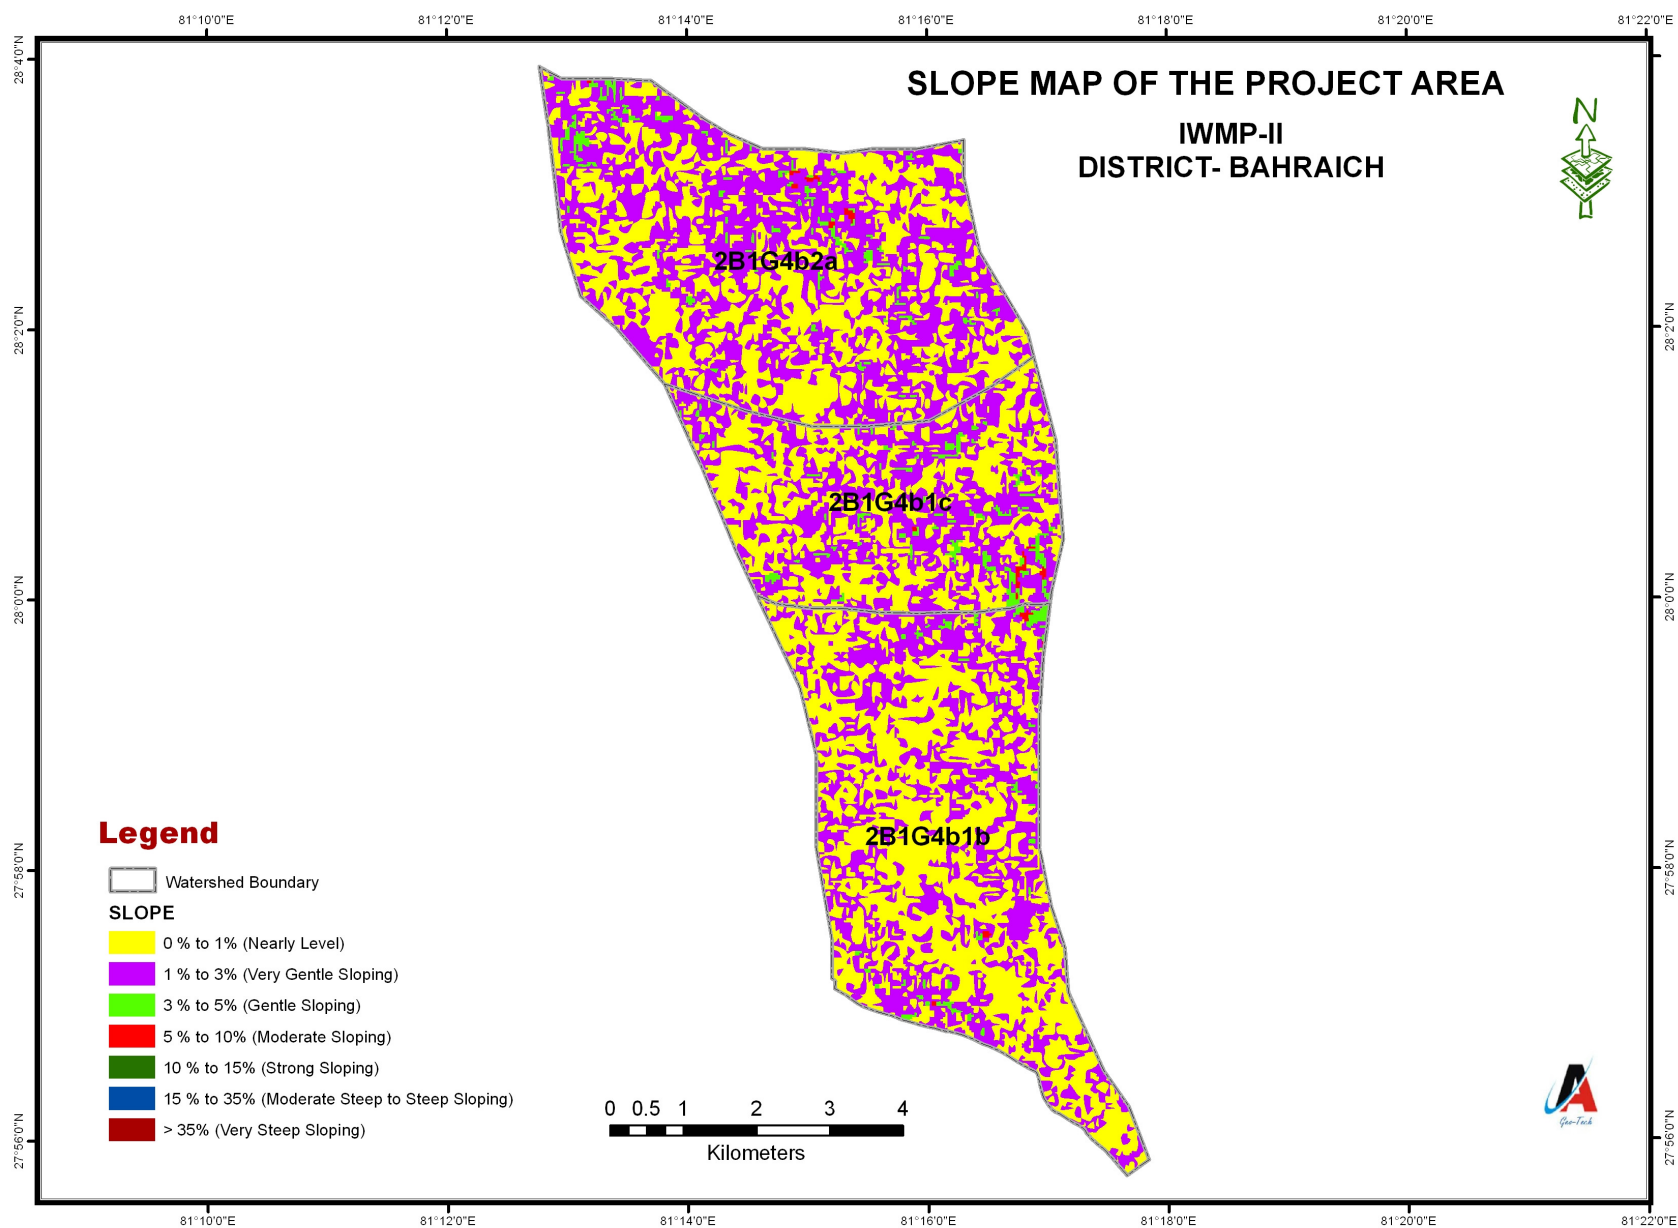 81°10'0"E 81°12'0"E 81°14'0"E 81°16'0"E 81°18'0"E 81°20'0"E 81°22'0"E
SLOPE MAP OF THE PROJECT AREA
IWMP-II
DISTRICT- BAHRAICH
N
28°4'0"N
28°2'0"N 28°2'0"N
28°0'0"N 28°0'0"N
27°58'0"N 27°58'0"N
27°56'0"N 27°56'0"N
2B1G4b2a
2B1G4b1c
2B1G4b1b
Legend
Watershed Boundary
SLOPE
0 % to 1% (Nearly Level)
1 % to 3% (Very Gentle Sloping)
3 % to 5% (Gentle Sloping)
5 % to 10% (Moderate Sloping)
10 % to 15% (Strong Sloping)
15 % to 35% (Moderate Steep to Steep Sloping)
> 35% (Very Steep Sloping)
0 0.5 1 2 3 4
Kilometers
A
Geo-Tech
81°10'0"E 81°12'0"E 81°14'0"E 81°16'0"E 81°18'0"E 81°20'0"E 81°22'0"E